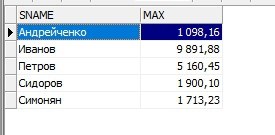 SNAME MAX
Андрейченко 1 098,16
Иванов 9 891,88
Петров 5 160,45
Сидоров 1 900,10
Симонян 1 713,23